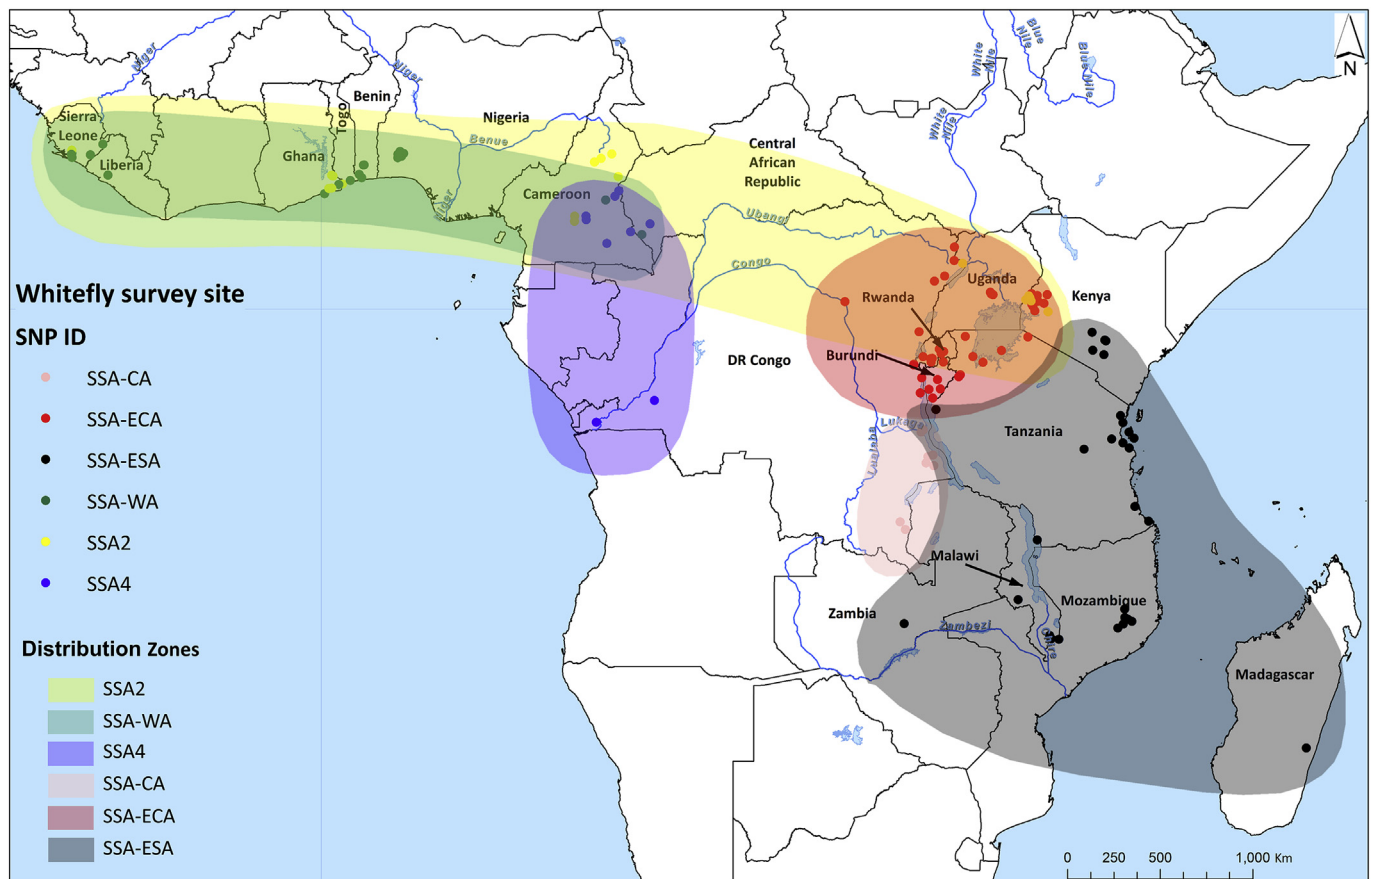 Niger
Niger
White
Nile
Blue
Nile
Blue Nile
N
Benin
Togo
Sierra
Leone
Nigeria
White
Nile
Benue
Central
African
Republic
Ghana
Liberia
Cameroon
Niger
Ubangi
Congo
Uganda
Whitefly survey site
Rwanda
Kenya
SNP ID
DR Congo
Burundi
SSA-CA
SSA-ECA
Lukaga
Tanzania
Lualaba
SSA-ESA
SSA-WA
SSA2
Malawi
SSA4
Zambia
Mozambique
Zambezi
Shire
Distribution Zones
Madagascar
SSA2
SSA-WA
SSA4
SSA-CA
SSA-ECA
SSA-ESA
0 250 500 1,000 Km